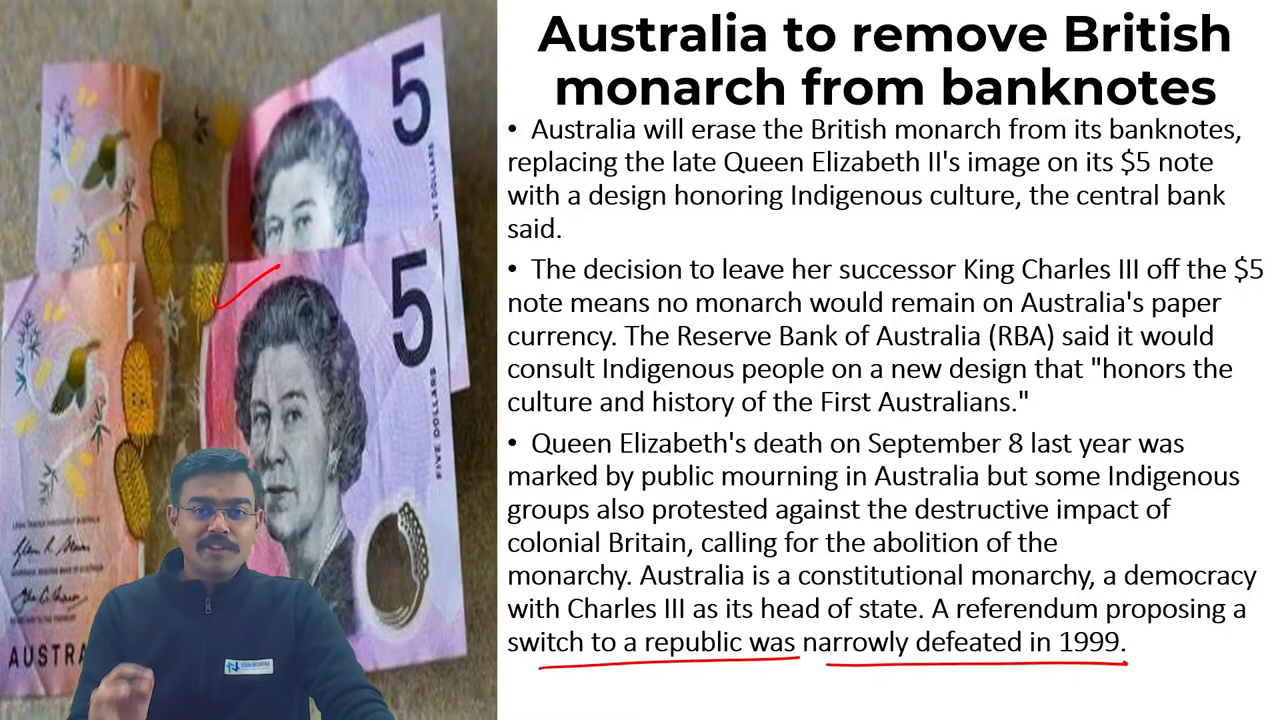 Australia to remove British
monarch from banknotes
• Australia will erase the British monarch from its banknotes,
replacing the late Queen Elizabeth II's image on its $5 note
with a design honoring Indigenous culture, the central bank
said.
• The decision to leave her successor King Charles III off the $5
note means no monarch would remain on Australia's paper
currency. The Reserve Bank of Australia (RBA) said it would
consult Indigenous people on a new design that "honors the
culture and history of the First Australians."
• Queen Elizabeth's death on September 8 last year was
marked by public mourning in Australia but some Indigenous
groups also protested against the destructive impact of
colonial Britain, calling for the abolition of the
monarchy. Australia is a constitutional monarchy, a democracy
with Charles III as its head of state. A referendum proposing a
switch to a republic was narrowly defeated in 1999.
5
VE DOLLARS
5
FIVE DOLLARS
AUSTRA